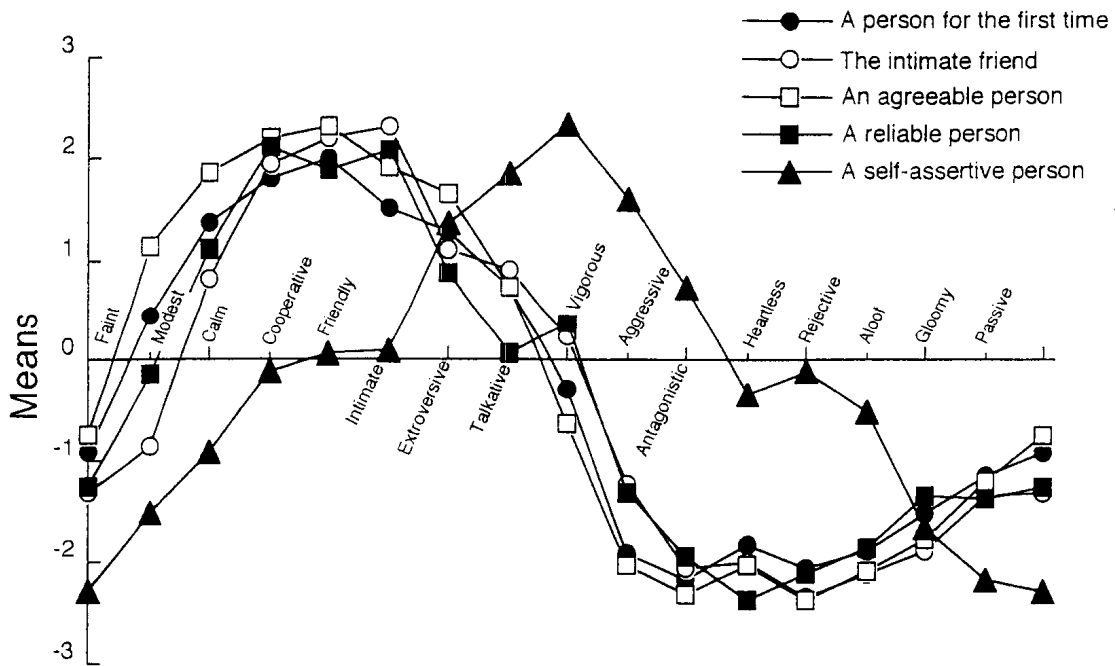 A person for the first time
The intimate friend
An agreeable person
A reliable person
A self-assertive person
Means
3
2
1
0
-1
-2
-3
Faint
Modest
Calm
Cooperative
Friendly
Intimate
Extroversive
Talkative
Vigorous
Aggressive
Antagonistic
Heartless
Rejective
Aloof
Gloomy
Passive